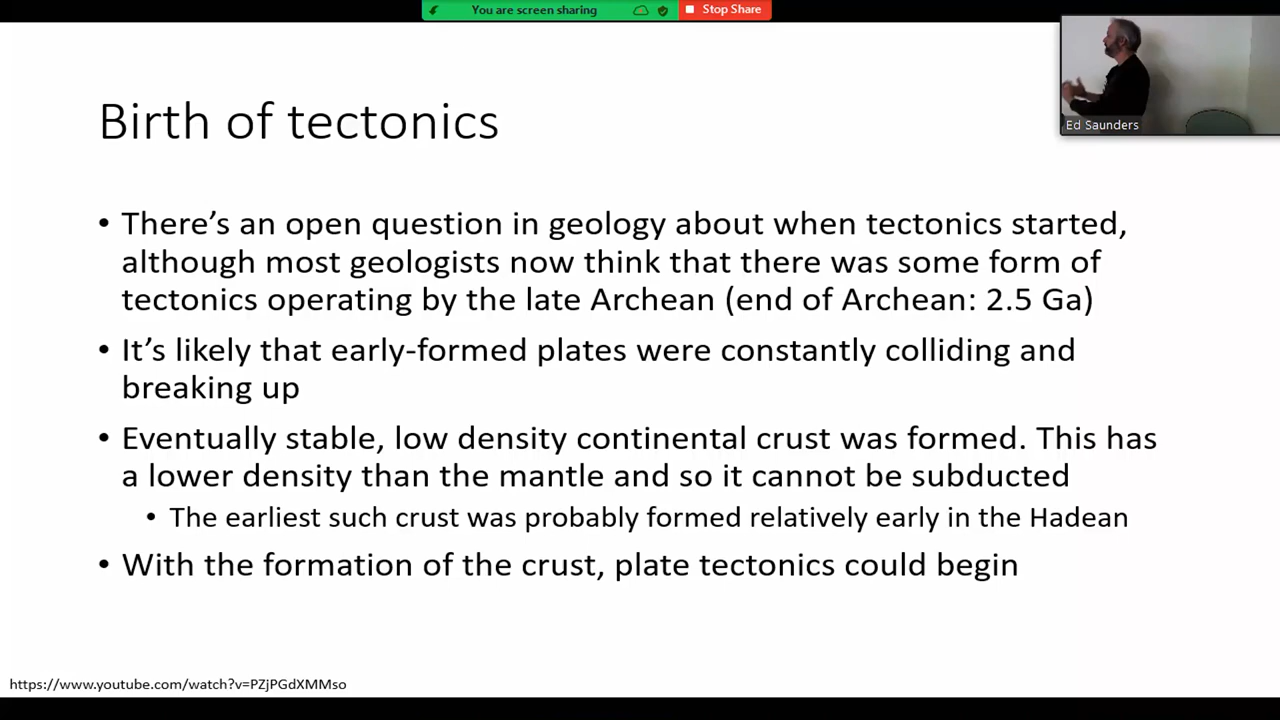 You are screen sharing
Stop Share
Ed Saunders
Birth of tectonics
• There’s an open question in geology about when tectonics started,
although most geologists now think that there was some form of
tectonics operating by the late Archean (end of Archean: 2.5 Ga)
• It’s likely that early-formed plates were constantly colliding and
breaking up
• Eventually stable, low density continental crust was formed. This has
a lower density than the mantle and so it cannot be subducted
• The earliest such crust was probably formed relatively early in the Hadean
• With the formation of the crust, plate tectonics could begin
https://www.youtube.com/watch?v=PZjPGdXMMso